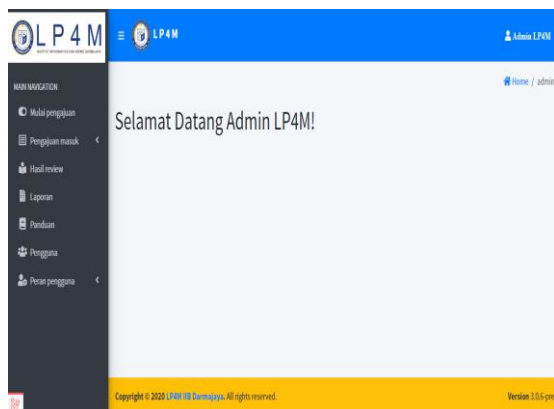 LP4M
LP4M
Admin LP4M
MAIN NAVIGATION
Home / admin
Mulai pengajuan
Selamat Datang Admin LP4M!
Pengajuan masuk
Hasil review
Laporan
Panduan
Pengguna
Peran pengguna
Copyright © 2020 LP4M IIB Darmajaya. All rights reserved.
Version 3.0.6-pre